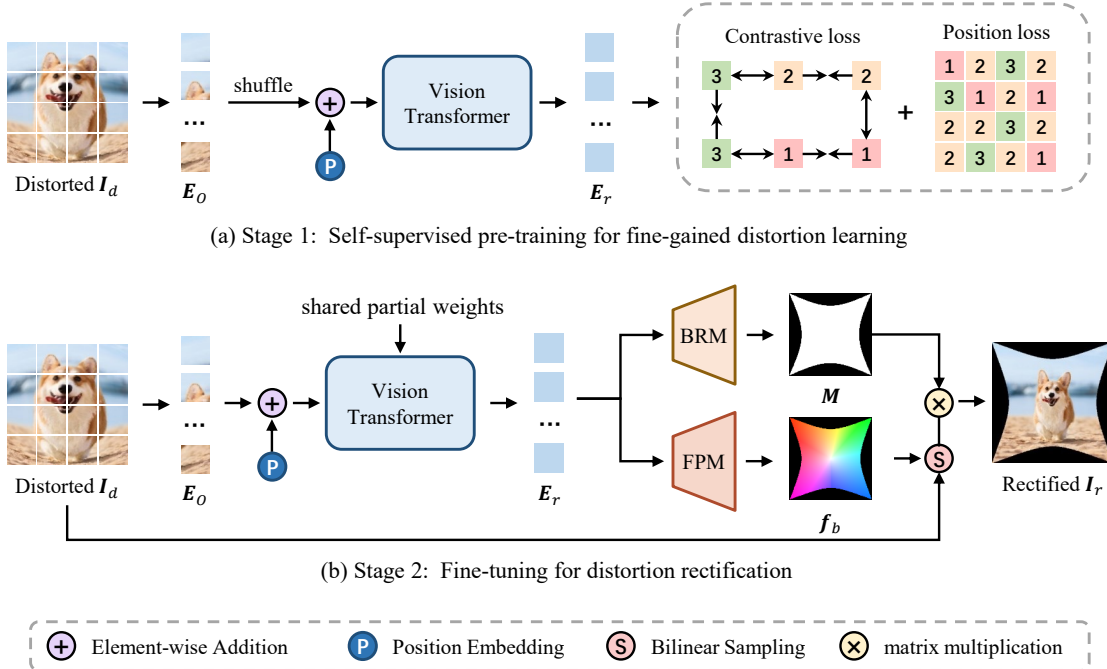 Contrastive loss
Position loss
3 2 2
3 1 1
1 2 3 2
3 1 2 1
2 2 3 2
2 3 2 1
+
shuffle
+
P
...
Vision
Transformer
...
Distorted I_d
E_O
E_r
(a) Stage 1: Self-supervised pre-training for fine-gained distortion learning
shared partial weights
...
+
P
Vision
Transformer
...
BRM
M
×
FPM
S
f_b
Distorted I_d
E_O
E_r
Rectified I_r
(b) Stage 2: Fine-tuning for distortion rectification
+ Element-wise Addition
P Position Embedding
S Bilinear Sampling
× matrix multiplication